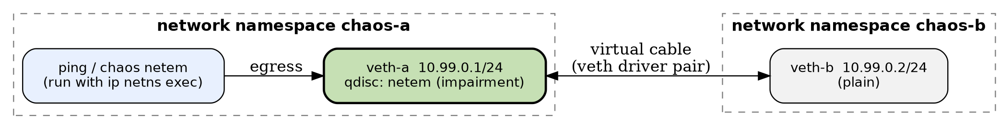 network namespace chaos-a
ping / chaos netem
(run with ip netns exec)
egress
veth-a  10.99.0.1/24
qdisc: netem (impairment)
virtual cable
(veth driver pair)
network namespace chaos-b
veth-b  10.99.0.2/24
(plain)